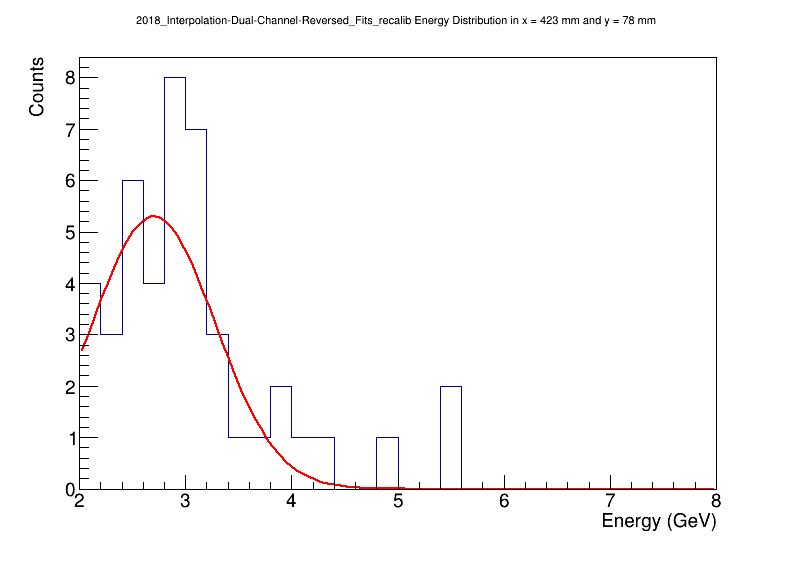 2018_Interpolation-Dual-Channel-Reversed_Fits_recalib Energy Distribution in x = 423 mm and y = 78 mm
Counts
8
7
6
5
4
3
2
1
0
2 3 4 5 6 7 8
Energy (GeV)